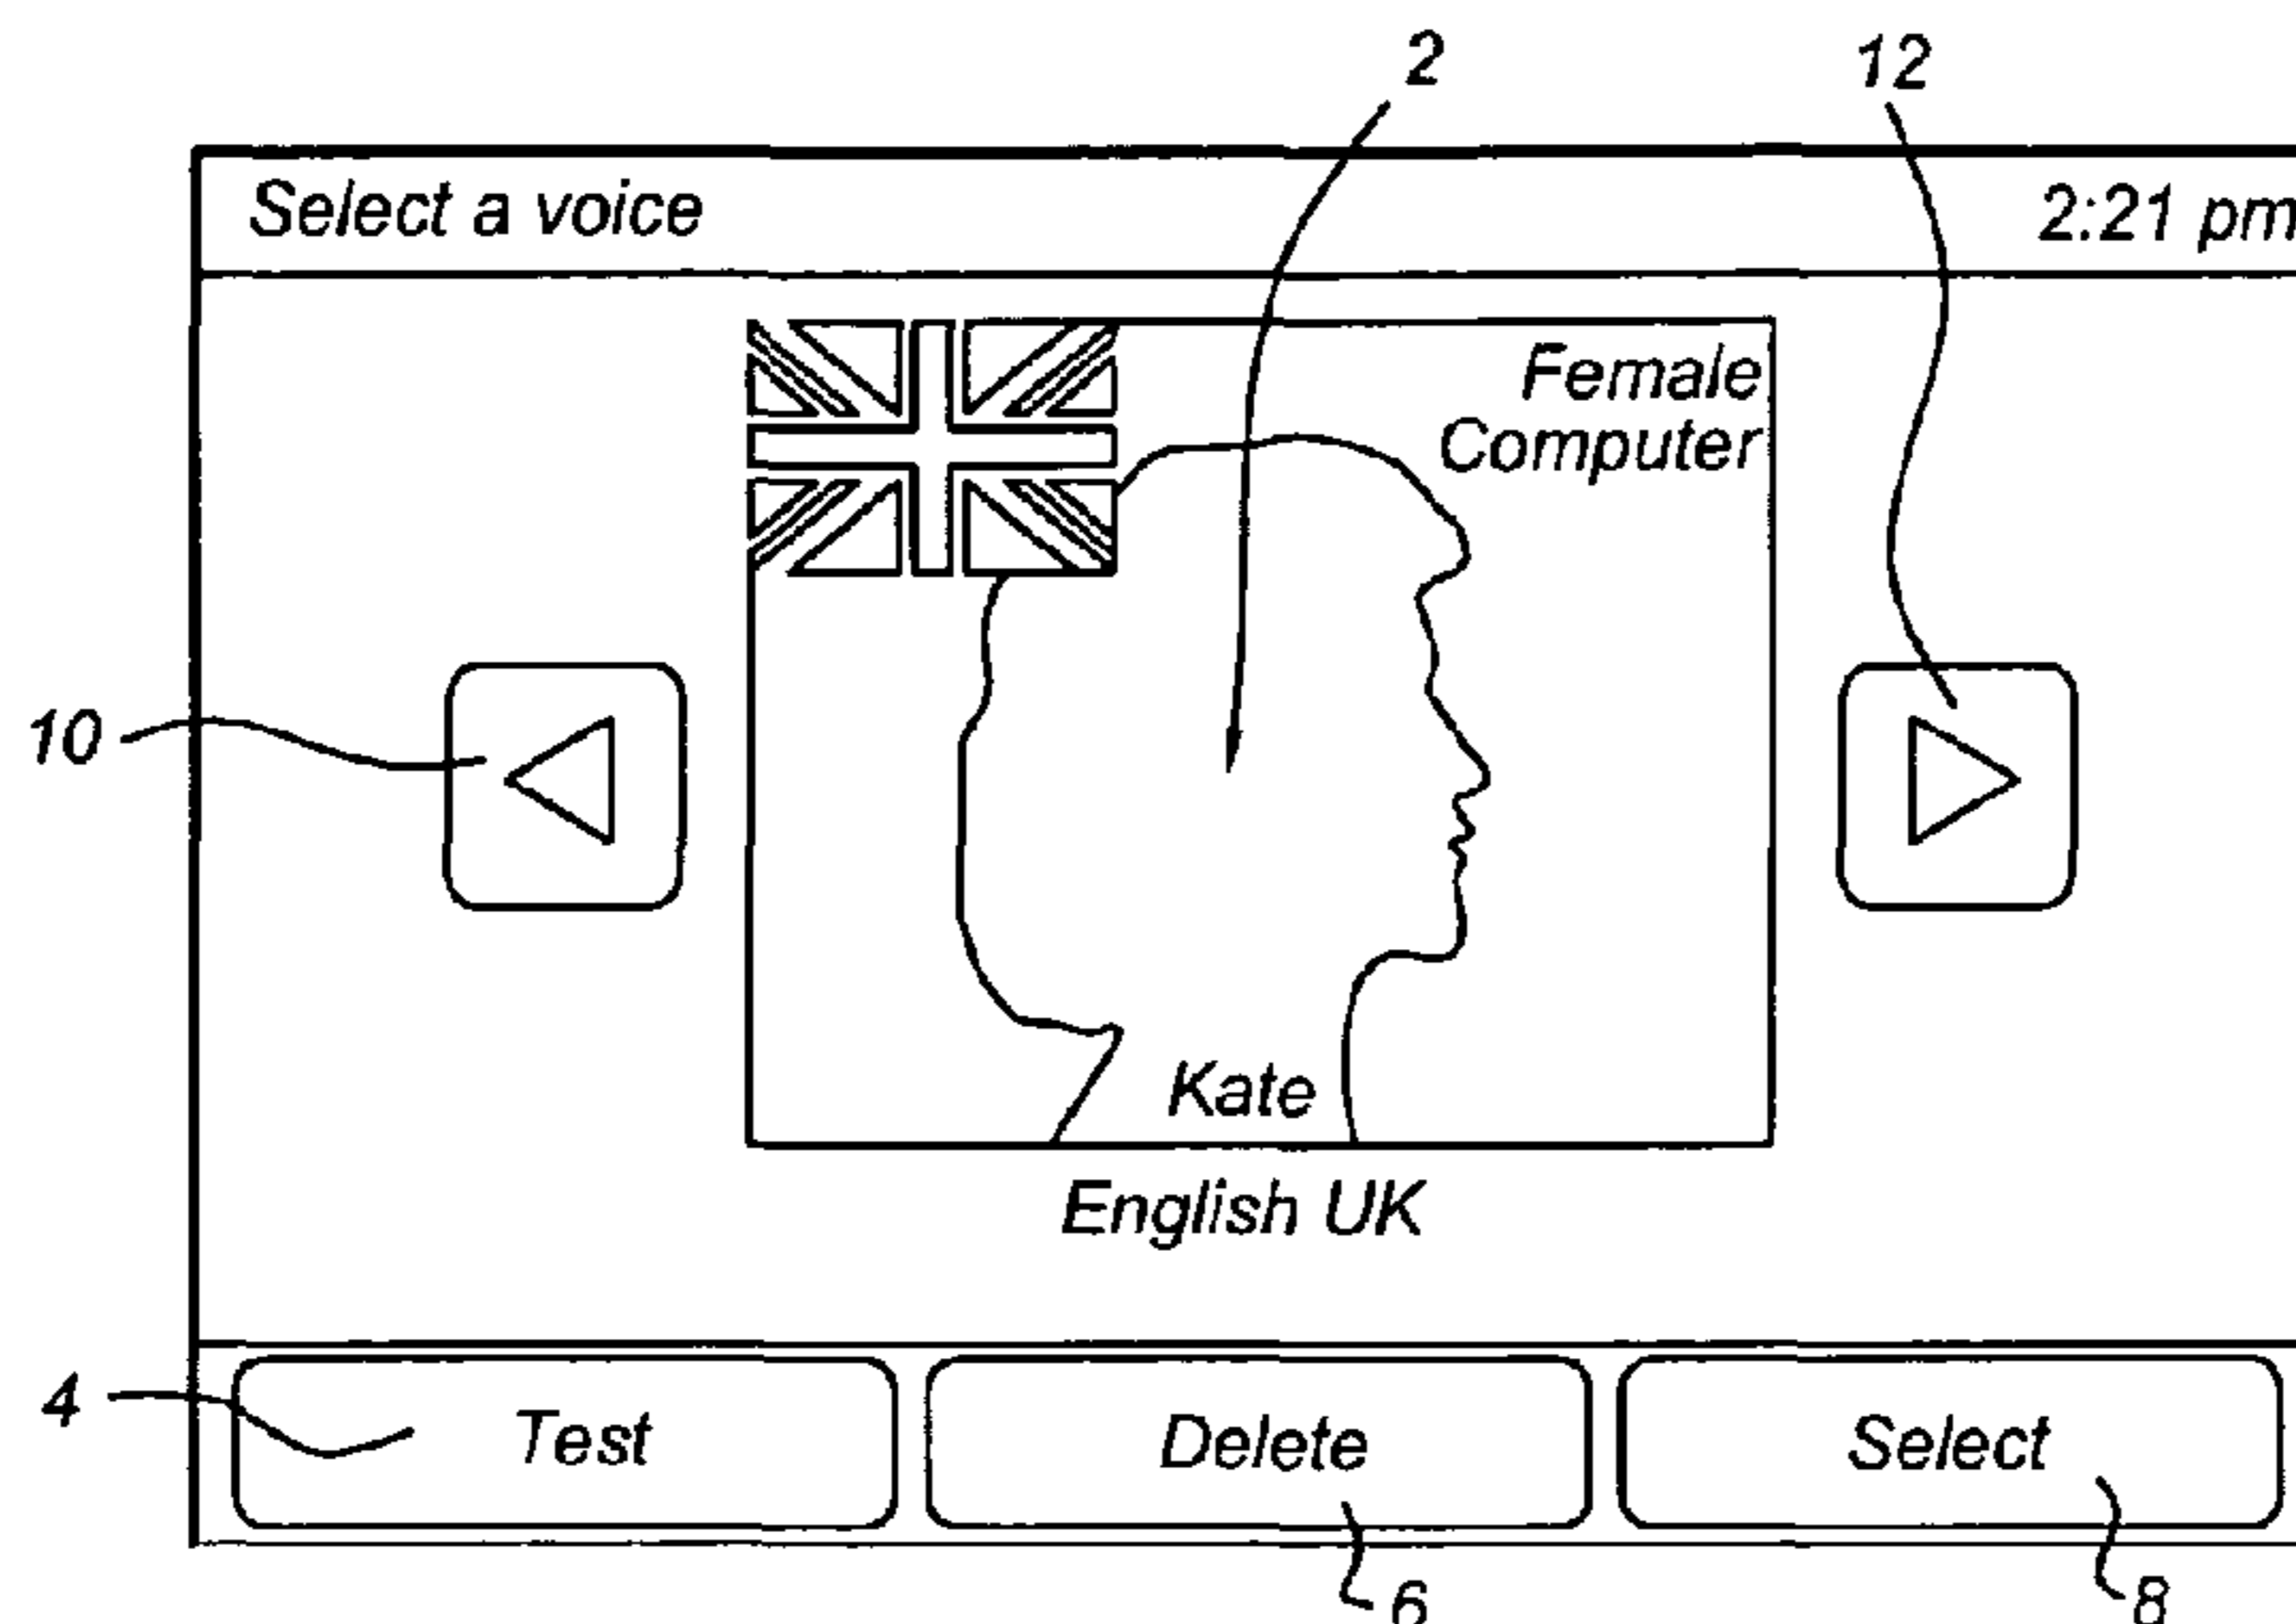 2
12
Select a voice
2:21 pm
Female
Computer
10
Kate
English UK
4
Test
Delete
Select
6
8